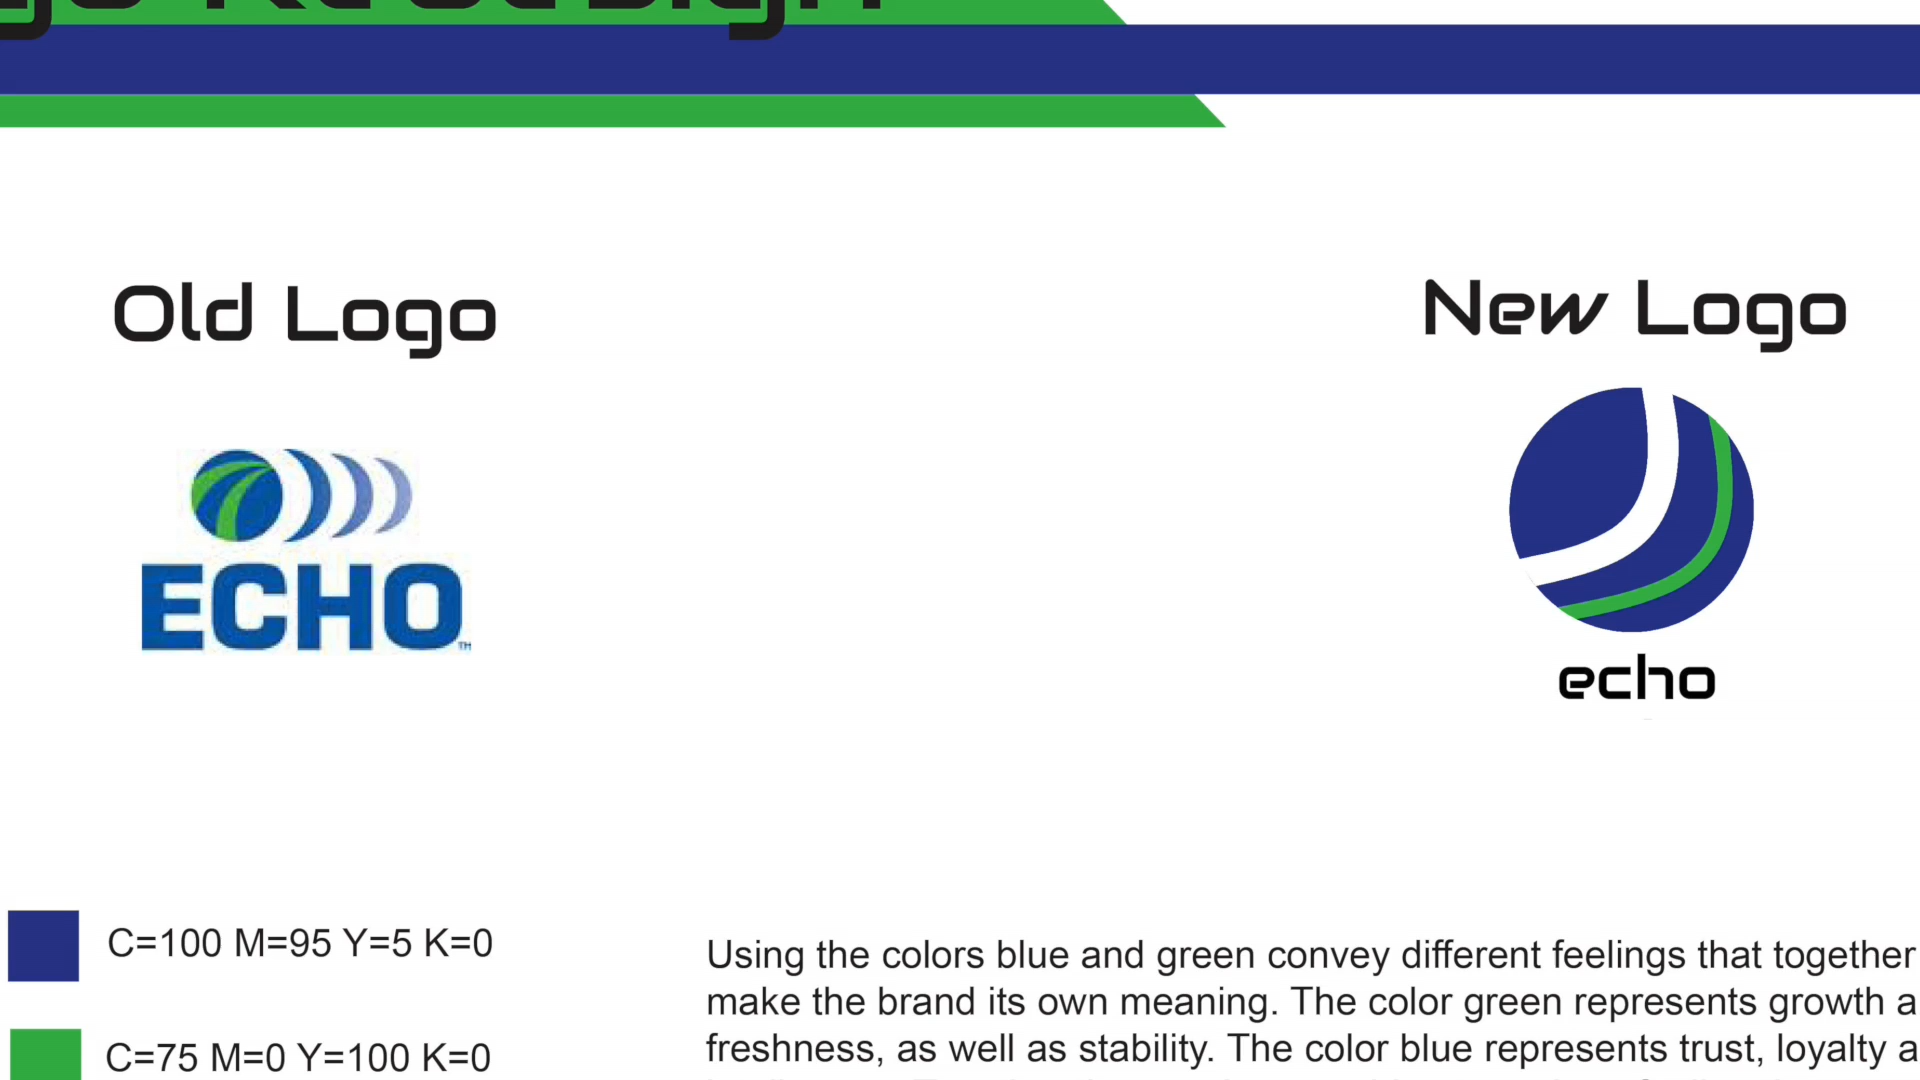 Old Logo
New Logo
ECHO
TM
echo
C=100 M=95 Y=5 K=0
C=75 M=0 Y=100 K=0
Using the colors blue and green convey different feelings that together
make the brand its own meaning. The color green represents growth a
freshness, as well as stability. The color blue represents trust, loyalty a